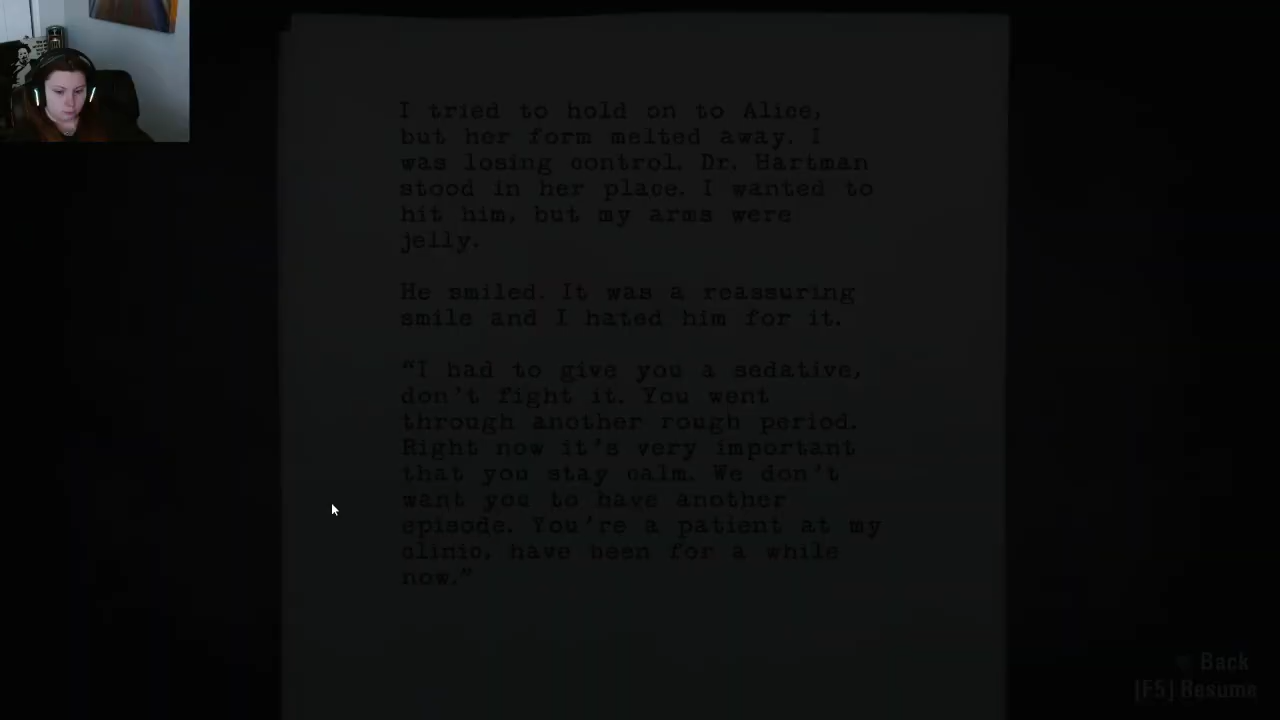 I tried to hold on to Alice,
but her form melted away. I
was losing control. Dr. Hartman
stood in her place. I wanted to
hit him, but my arms were
jelly.
He smiled. It was a reassuring
smile and I hated him for it.
“I had to give you a sedative,
don't fight it. You went
through another rough period.
Right now it's very important
that you stay calm. We don't
want you to have another
episode. You're a patient at my
clinic, have been for a while
now.”
Back
[F5] Resume